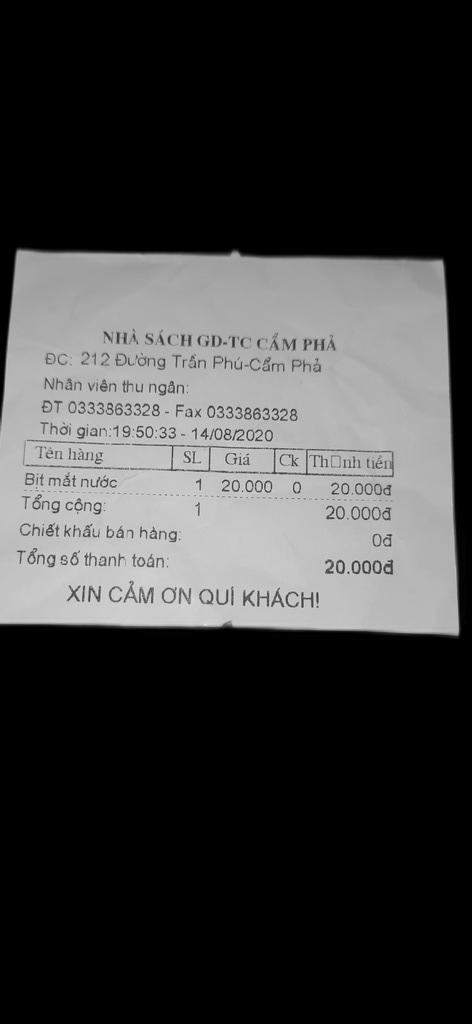 NHÀ SÁCH GD-TC CẨM PHẢ
ĐC: 212 Đường Trần Phú-Cẩm Phả
Nhân viên thu ngân:
ĐT 0333863328 - Fax 0333863328
Thời gian:19:50:33 - 14/08/2020
Tên hàng SL Giá Ck Th□nh tiền
Bịt mắt nước 1 20.000 0 20.000đ
Tổng cộng: 1 20.000đ
Chiết khấu bán hàng: 0đ
Tổng số thanh toán: 20.000đ
XIN CẢM ƠN QUÍ KHÁCH!